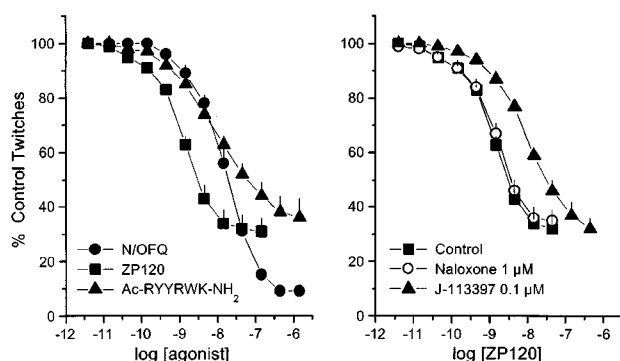 % Control Twitches
100
80
60
40
20
0
N/OFQ
ZP120
Ac-RYYRWK-NH2
-12 -11 -10 -9 -8 -7 -6 -5
log [agonist]
100
80
60
40
20
0
Control
Naloxone 1 µM
J-113397 0.1 µM
-12 -11 -10 -9 -8 -7 -6 -5
log [ZP120]